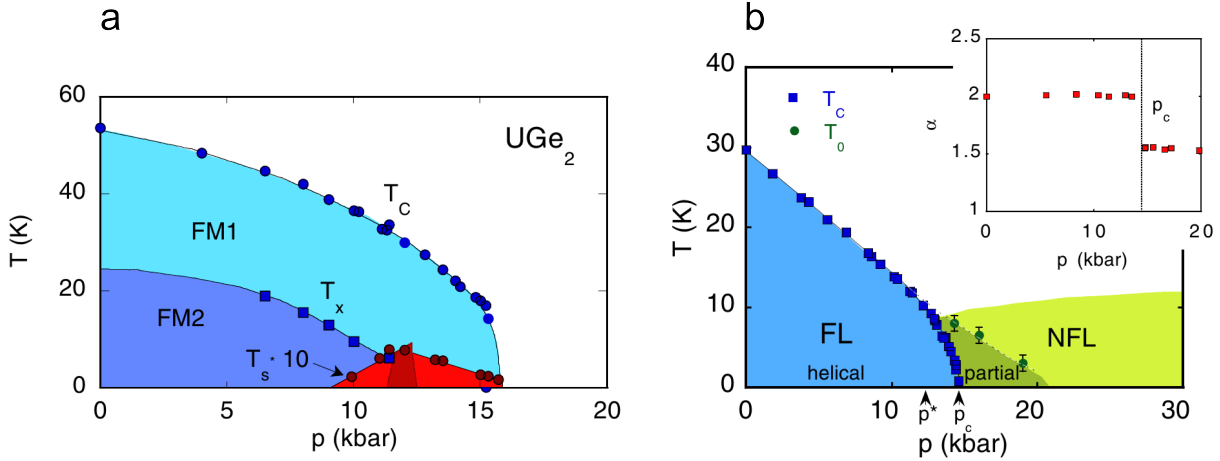 a
60
40
20
0
T (K)
UGe2
TC
FM1
Tx
FM2
Ts* 10
0 5 10 15 20
p (kbar)
b
40
30
20
10
0
T (K)
TC
T0
FL
NFL
helical
partial
0 10 20 30
p* pc
p (kbar)
2.5
2
1.5
1
α
pc
0 10 20
p (kbar)